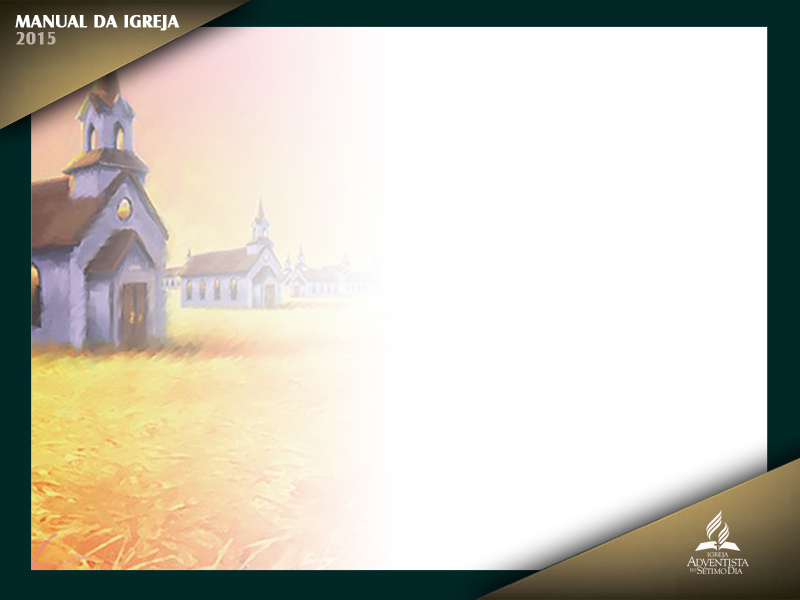 MANUAL DA IGREJA
2015
IGREJA
ADVENTISTA
DO SÉTIMO DIA